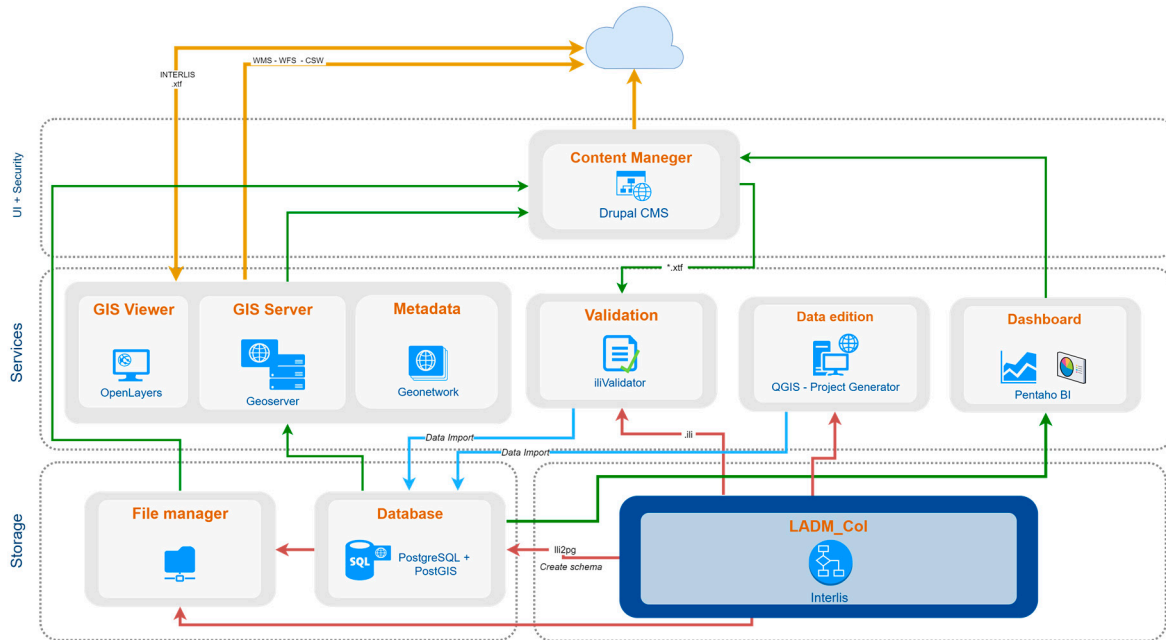 INTERLIS
.xtf
WMS - WFS - CSW
UI + Security
Content Maneger
Drupal CMS
*.xtf
Services
GIS Viewer
OpenLayers
GIS Server
Geoserver
Metadata
Geonetwork
Validation
iliValidator
Data edition
QGIS - Project Generator
Dashboard
Pentaho BI
Data Import
.ili
Data Import
Storage
File manager
Database
SQL
PostgreSQL +
PostGIS
Ili2pg
Create schema
LADM_Col
Interlis